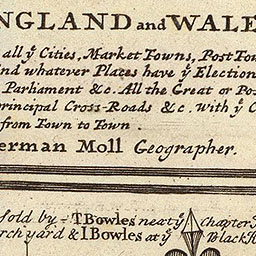 NGLAND and WALE
all yͤ Cities, Market Towns, Post Tow
nd whatever Places have yͤ Election
Parliament &c. All the Great or Po
rincipal Cross-Roads &c. with yͤ C
from Town to Town.
erman Moll Geographer.
Sold by T. Bowles next yͤ Chapter
rch yard & I Bowles at yͤ Black H